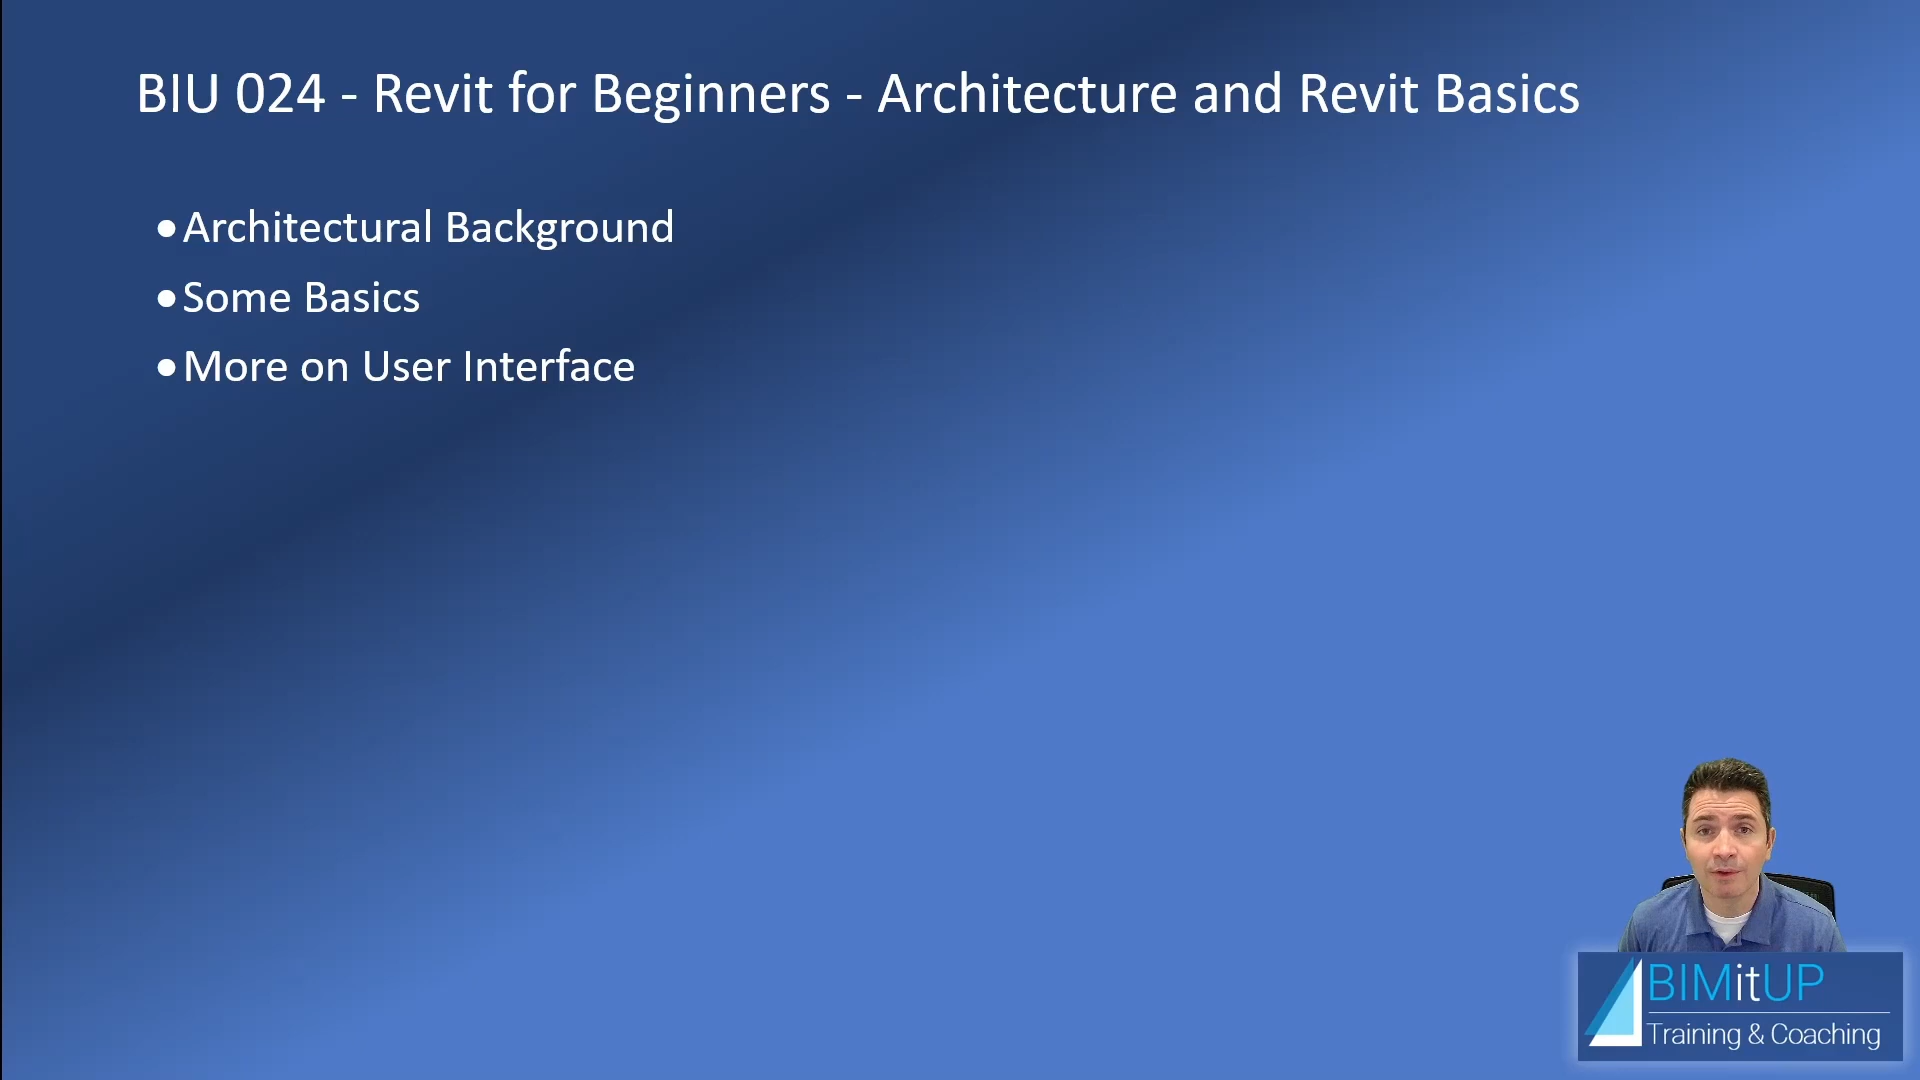 BIU 024 - Revit for Beginners - Architecture and Revit Basics
•Architectural Background
•Some Basics
•More on User Interface
BIMitUP
Training & Coaching